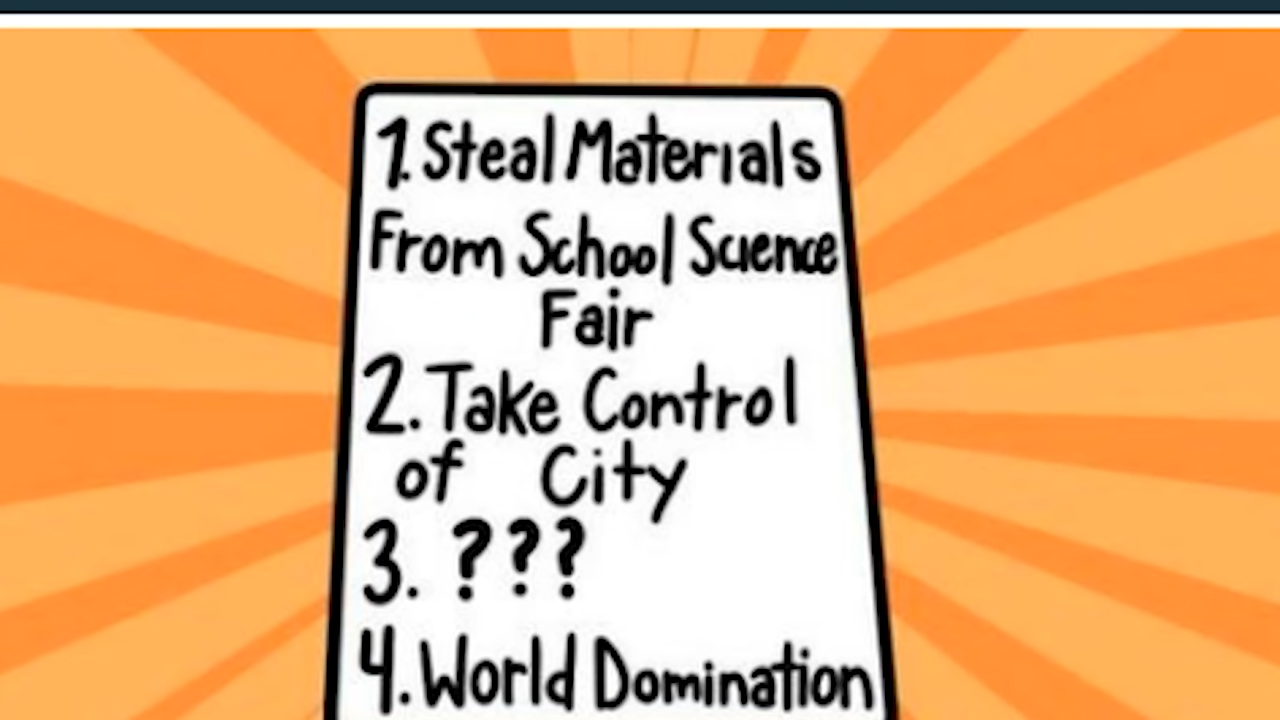 1. Steal Materials
From School Science
Fair
2. Take Control
of City
3. ???
4. World Domination